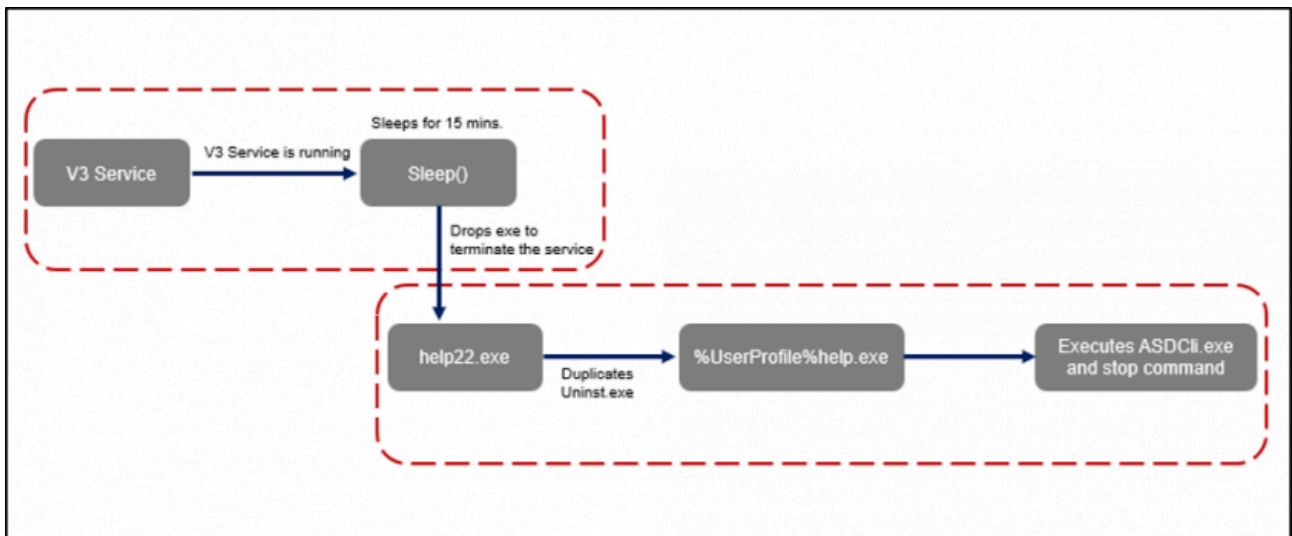 Sleeps for 15 mins.
V3 Service
V3 Service is running
Sleep()
Drops exe to
terminate the service
help22.exe
Duplicates
Uninst.exe
%UserProfile%help.exe
Executes ASDCli.exe
and stop command